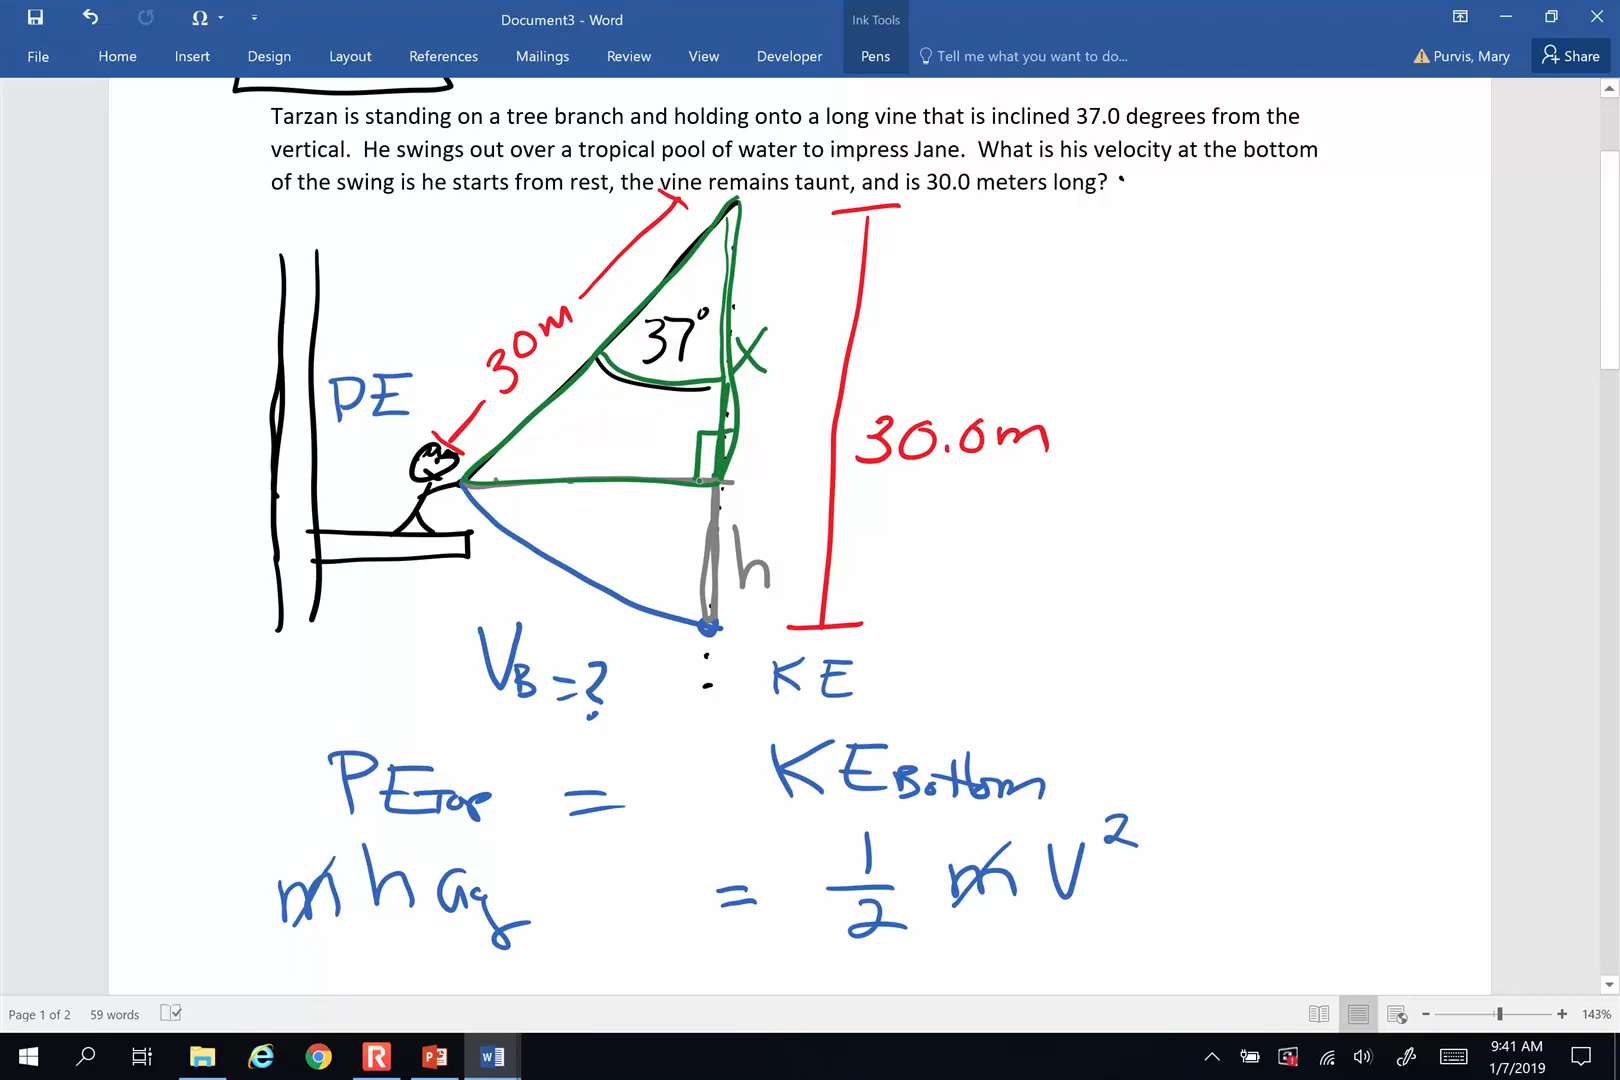 Document3 - Word
Ink Tools
File Home Insert Design Layout References Mailings Review View Developer Pens Tell me what you want to do... Purvis, Mary Share
Tarzan is standing on a tree branch and holding onto a long vine that is inclined 37.0 degrees from the
vertical. He swings out over a tropical pool of water to impress Jane. What is his velocity at the bottom
of the swing is he starts from rest, the vine remains taunt, and is 30.0 meters long?
37°
30m
X
PE
30.0m
h
VB = ?
KE
PETop = KEBottom
m h ag = 1/2 m V²
Page 1 of 2 59 words 143%
9:41 AM
1/7/2019